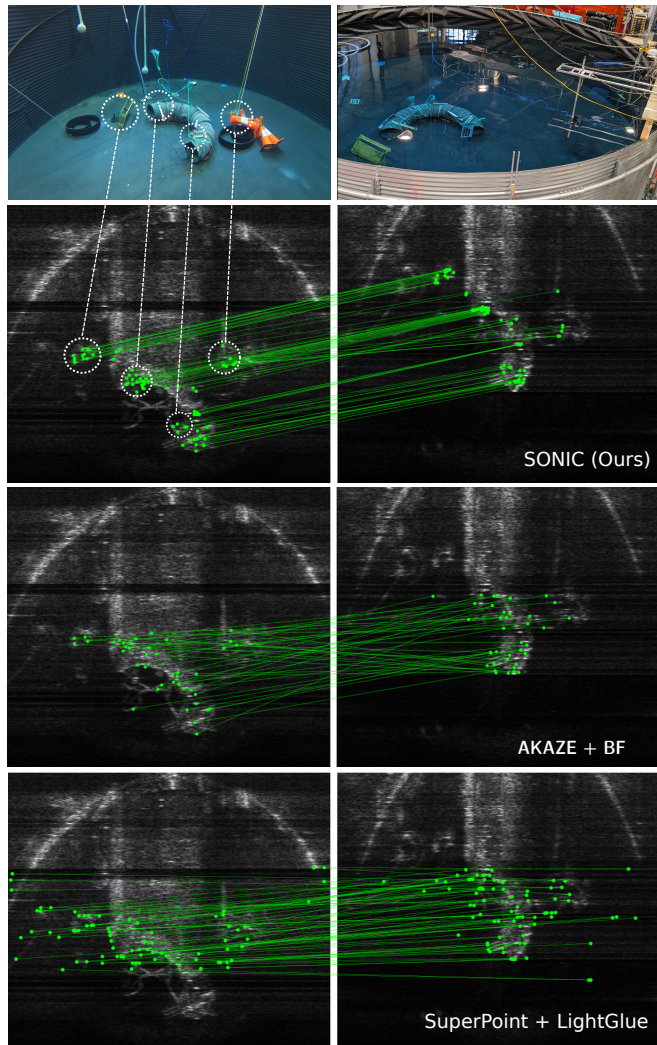 SONIC (Ours)
AKAZE + BF
SuperPoint + LightGlue